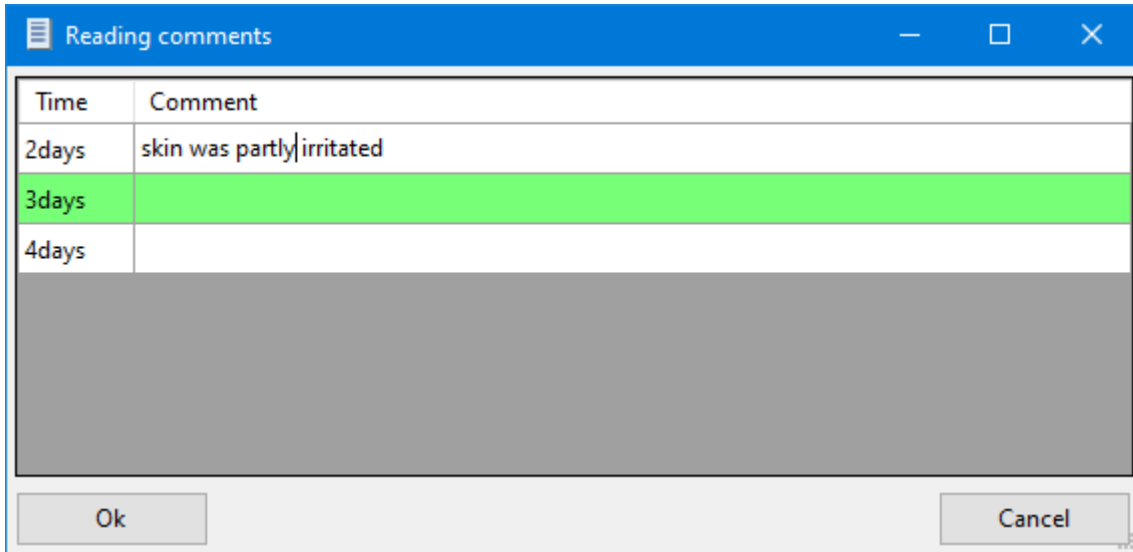 Reading comments
Time Comment
2days skin was partly irritated
3days
4days
Ok Cancel